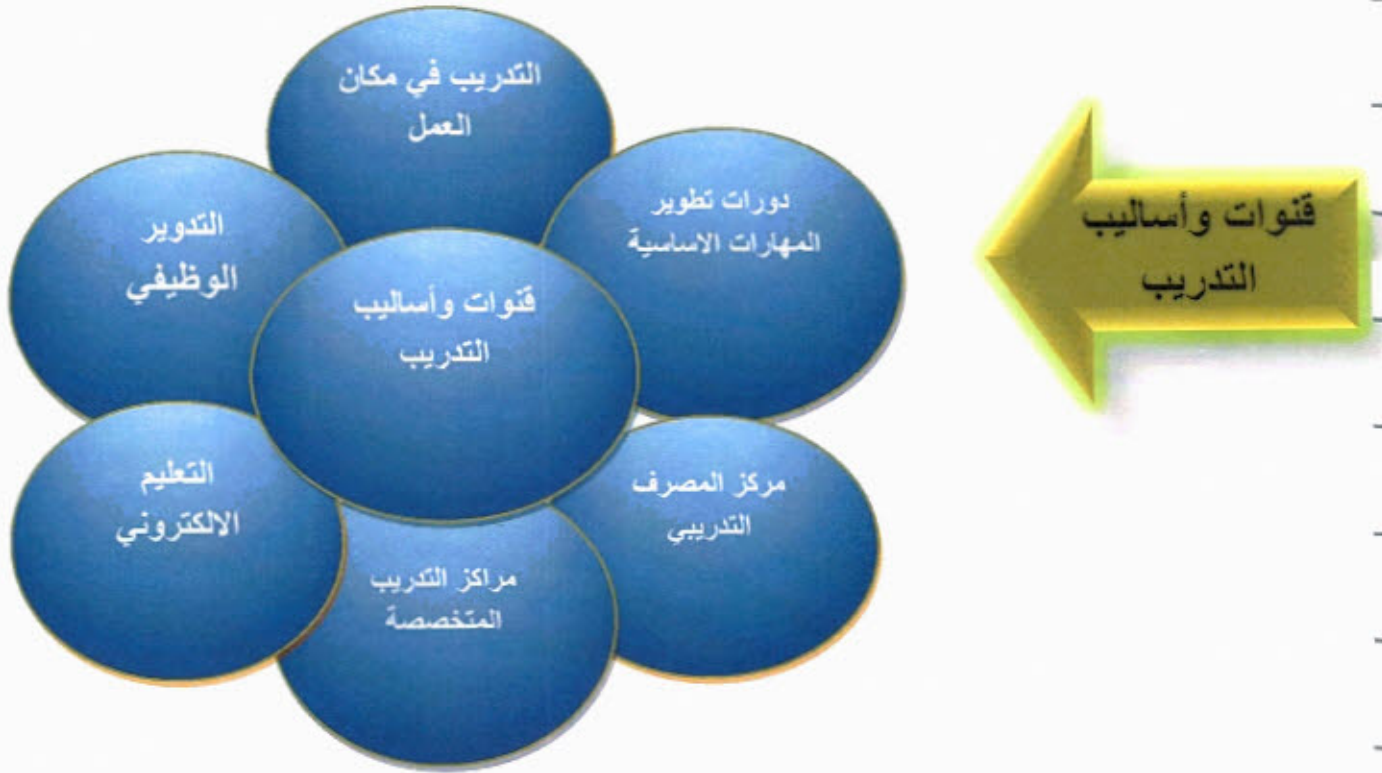 قنوات وأساليب
التدريب
التدريب في مكان
العمل
دورات تطوير
المهارات الاساسية
التدوير
الوظيفي
قنوات وأساليب
التدريب
مركز المصرف
التدريبي
التعليم
الالكتروني
مراكز التدريب
المتخصصة